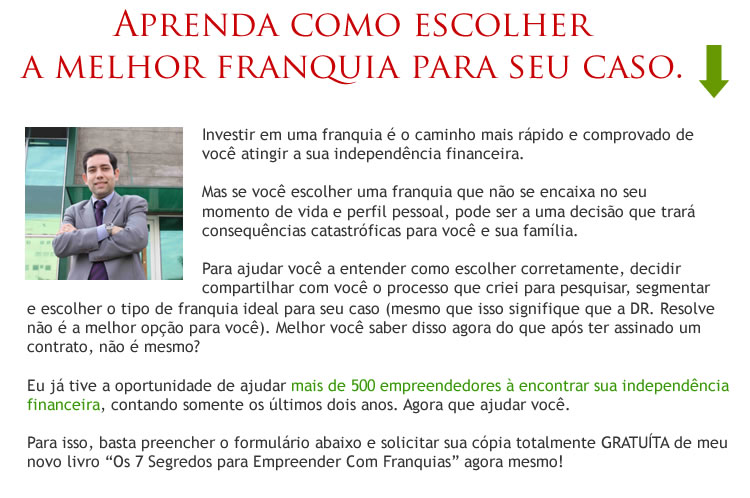 Aprenda como escolher
a melhor franquia para seu caso.
Investir em uma franquia é o caminho mais rápido e comprovado de
você atingir a sua independência financeira.
Mas se você escolher uma franquia que não se encaixa no seu
momento de vida e perfil pessoal, pode ser a uma decisão que trará
consequências catastróficas para você e sua família.
Para ajudar você a entender como escolher corretamente, decidir
compartilhar com você o processo que criei para pesquisar, segmentar
e escolher o tipo de franquia ideal para seu caso (mesmo que isso signifique que a DR. Resolve
não é a melhor opção para você). Melhor você saber disso agora do que após ter assinado um
contrato, não é mesmo?
Eu já tive a oportunidade de ajudar mais de 500 empreendedores à encontrar sua independência
financeira, contando somente os últimos dois anos. Agora que ajudar você.
Para isso, basta preencher o formulário abaixo e solicitar sua cópia totalmente GRATUÍTA de meu
novo livro “Os 7 Segredos para Empreender Com Franquias” agora mesmo!